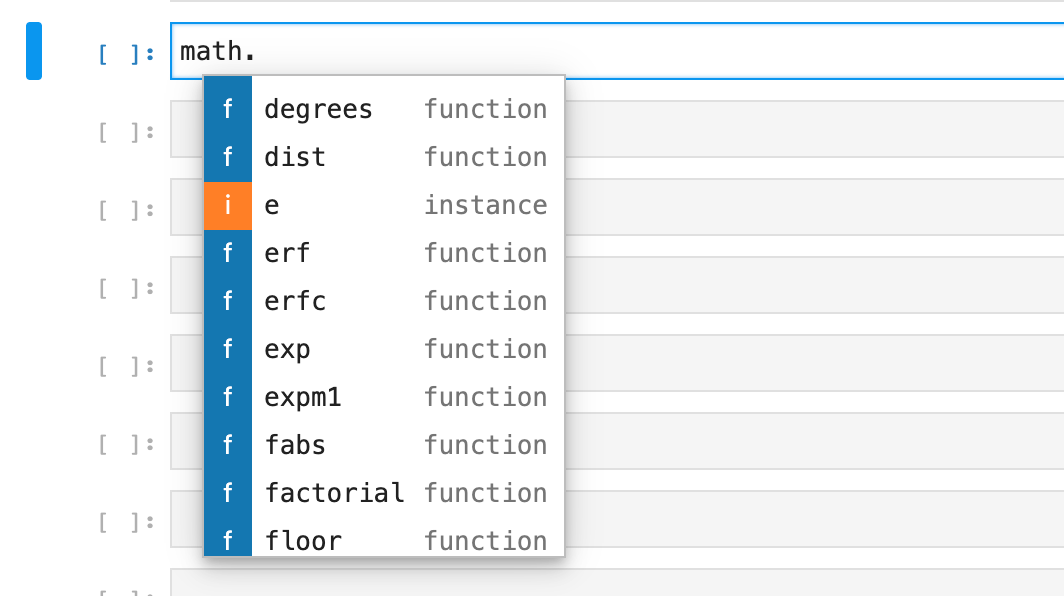 [ ]: math.
f degrees function
[ ]:
f dist function
i e instance
[ ]:
f erf function
[ ]:
f erfc function
f exp function
[ ]:
f expm1 function
f fabs function
[ ]:
f factorial function
[ ]:
f floor function
[ ]: